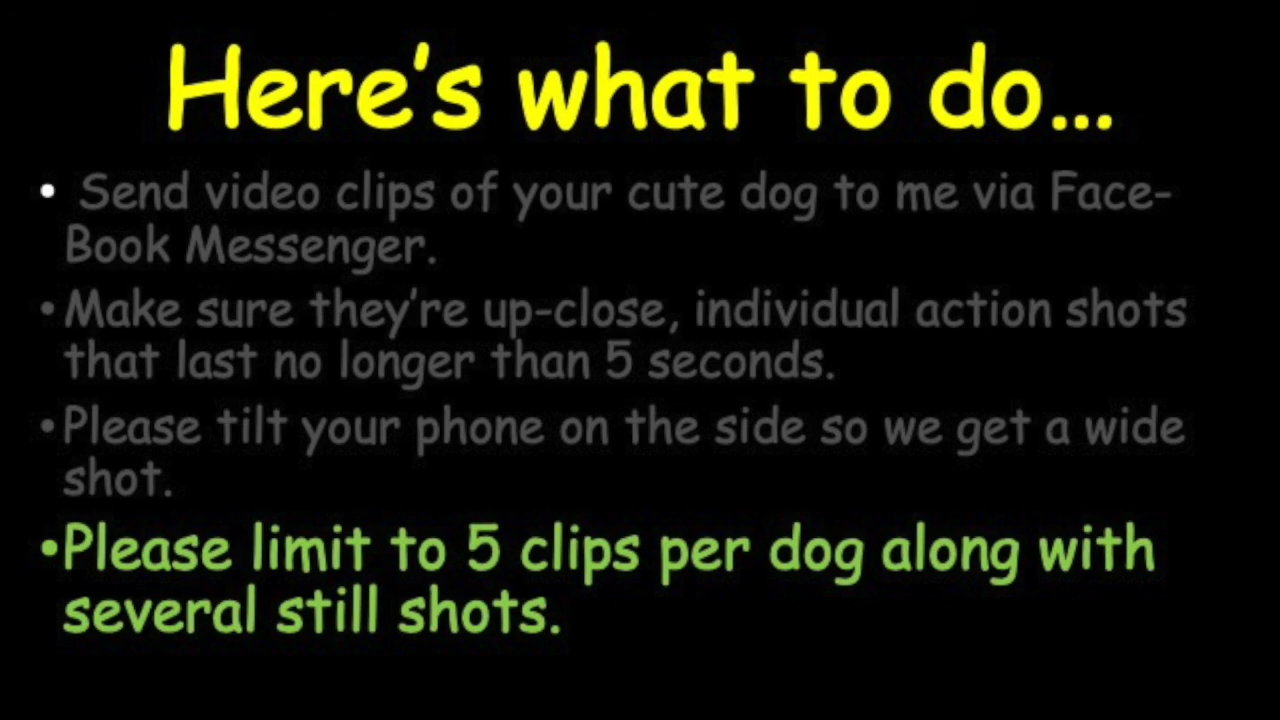 Here’s what to do...
• Send video clips of your cute dog to me via Face-
Book Messenger.
• Make sure they’re up-close, individual action shots
that last no longer than 5 seconds.
• Please tilt your phone on the side so we get a wide
shot.
• Please limit to 5 clips per dog along with
several still shots.